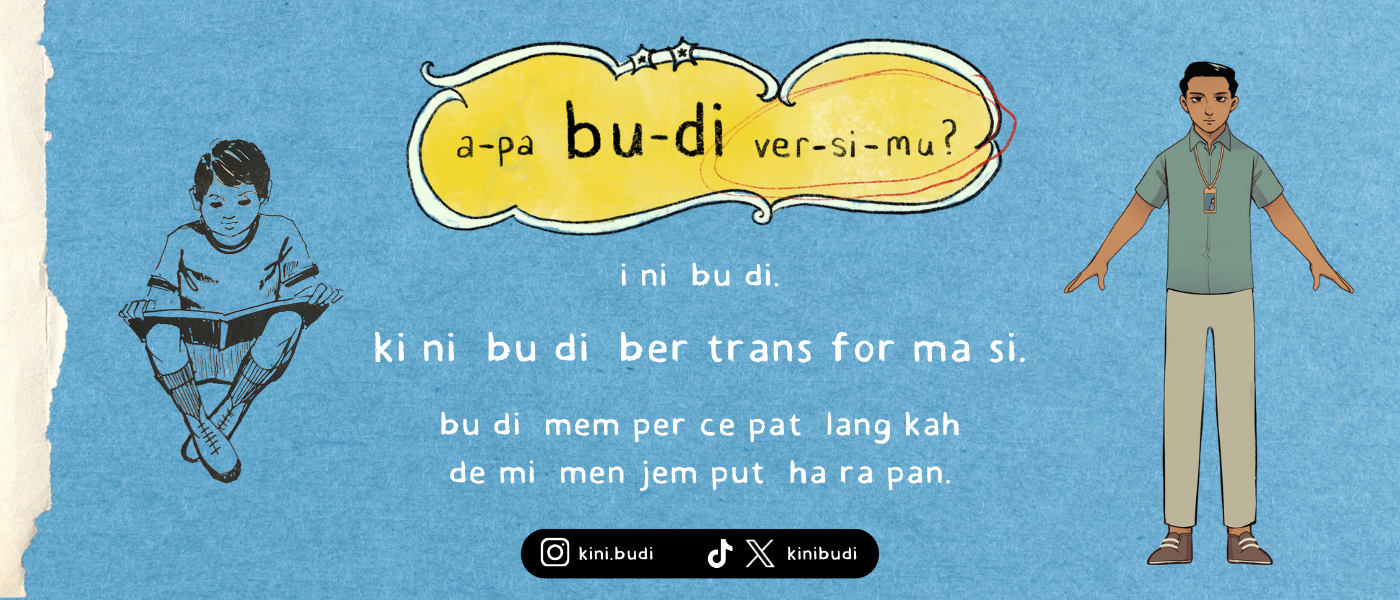 a-pa bu-di ver-si-mu?
i ni bu di.
ki ni bu di ber trans for ma si.
bu di mem per ce pat lang kah
de mi men jem put ha ra pan.
kini.budi kinibudi